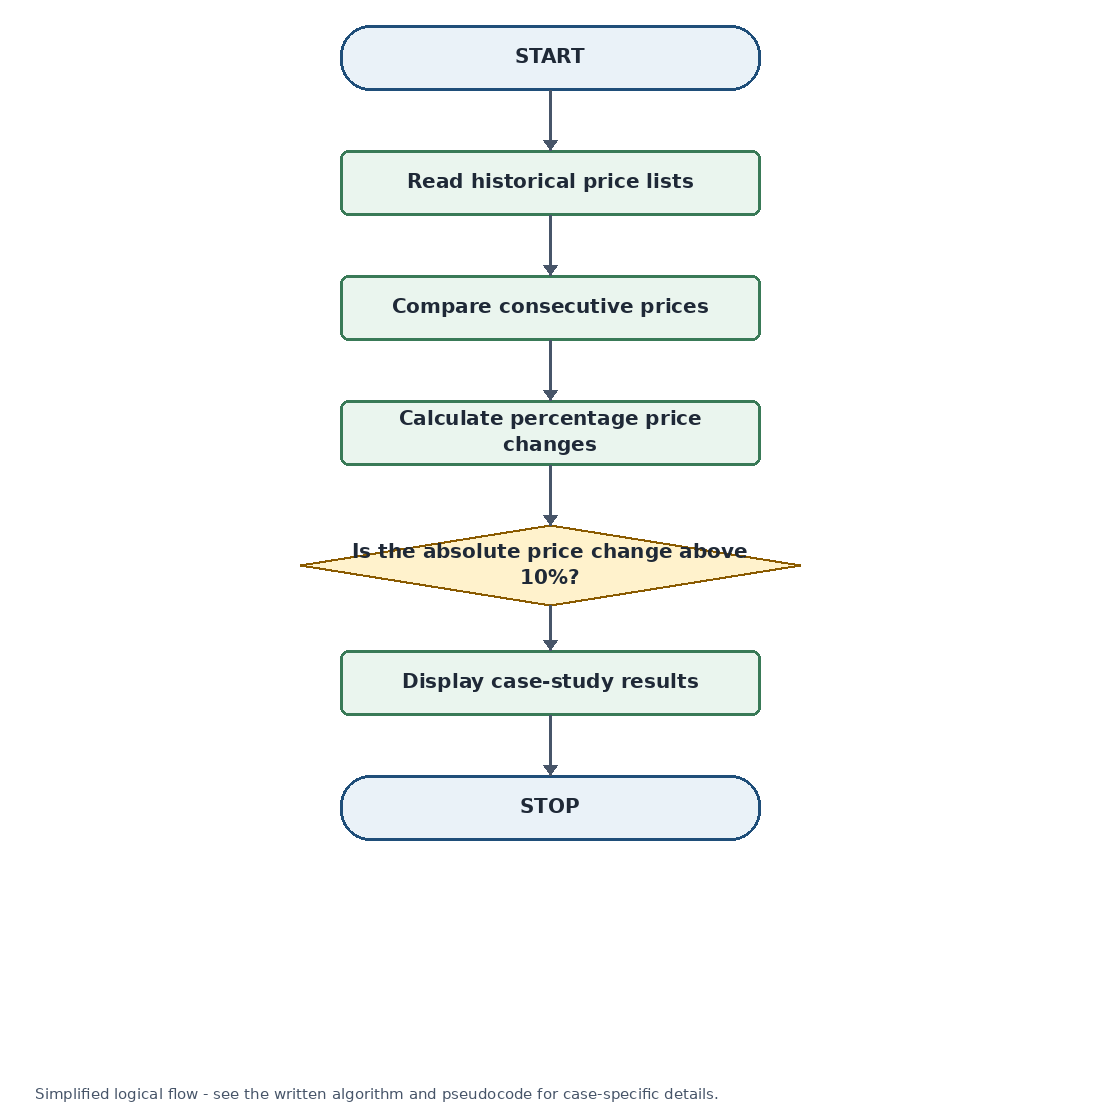 START
Read historical price lists
Compare consecutive prices
Calculate percentage price
changes
Is the absolute price change above
10%?
Display case-study results
STOP
Simplified logical flow - see the written algorithm and pseudocode for case-specific details.